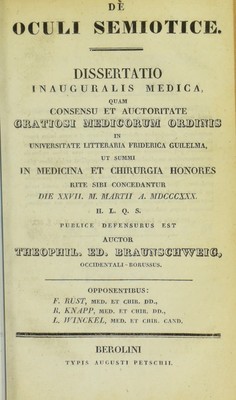 DE
OCULI SEMIOTICE.
DISSERTATIO
INAUGURALIS MEDICA,
QUAM
CONSENSU ET AUCTORITATE
GRATIOSI MEDICORUM ORDINIS
IN
UNIVERSITATE LITTERARIA FRIDERICA GUILELMA,
UT SUMMI
IN MEDICINA ET CHIRURGIA HONORES
RITE SIBI CONCEDANTUR
DIE XXVII. M. MARTII A. MDCCCXXX.
H. L. Q. S.
PUBLICE DEFENSURUS EST
AUCTOR
THEOPHIL. ED. BRAUNSCHWEIG,
OCCIDENTALI-BORUSSUS.
OPPONENTIBUS:
F. RUST, MED. ET CHIR. DD.,
R. KNAPP, MED. ET CHIR. DD.,
L. WINCKEL, MED. ET CHIR. CAND.
BEROLINI
TYPIS AUGUSTI PETSCHII.